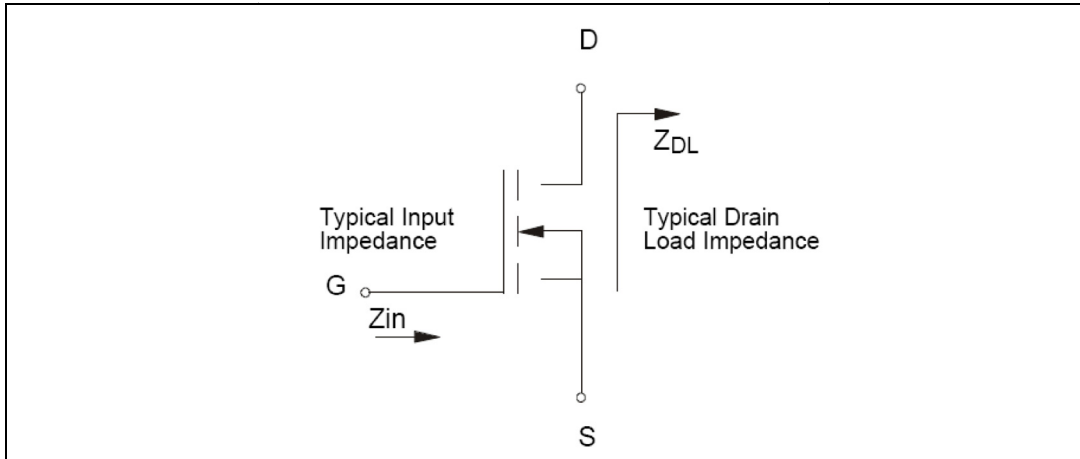 D
Z_DL
Typical Input
Impedance
Typical Drain
Load Impedance
G
Zin
S